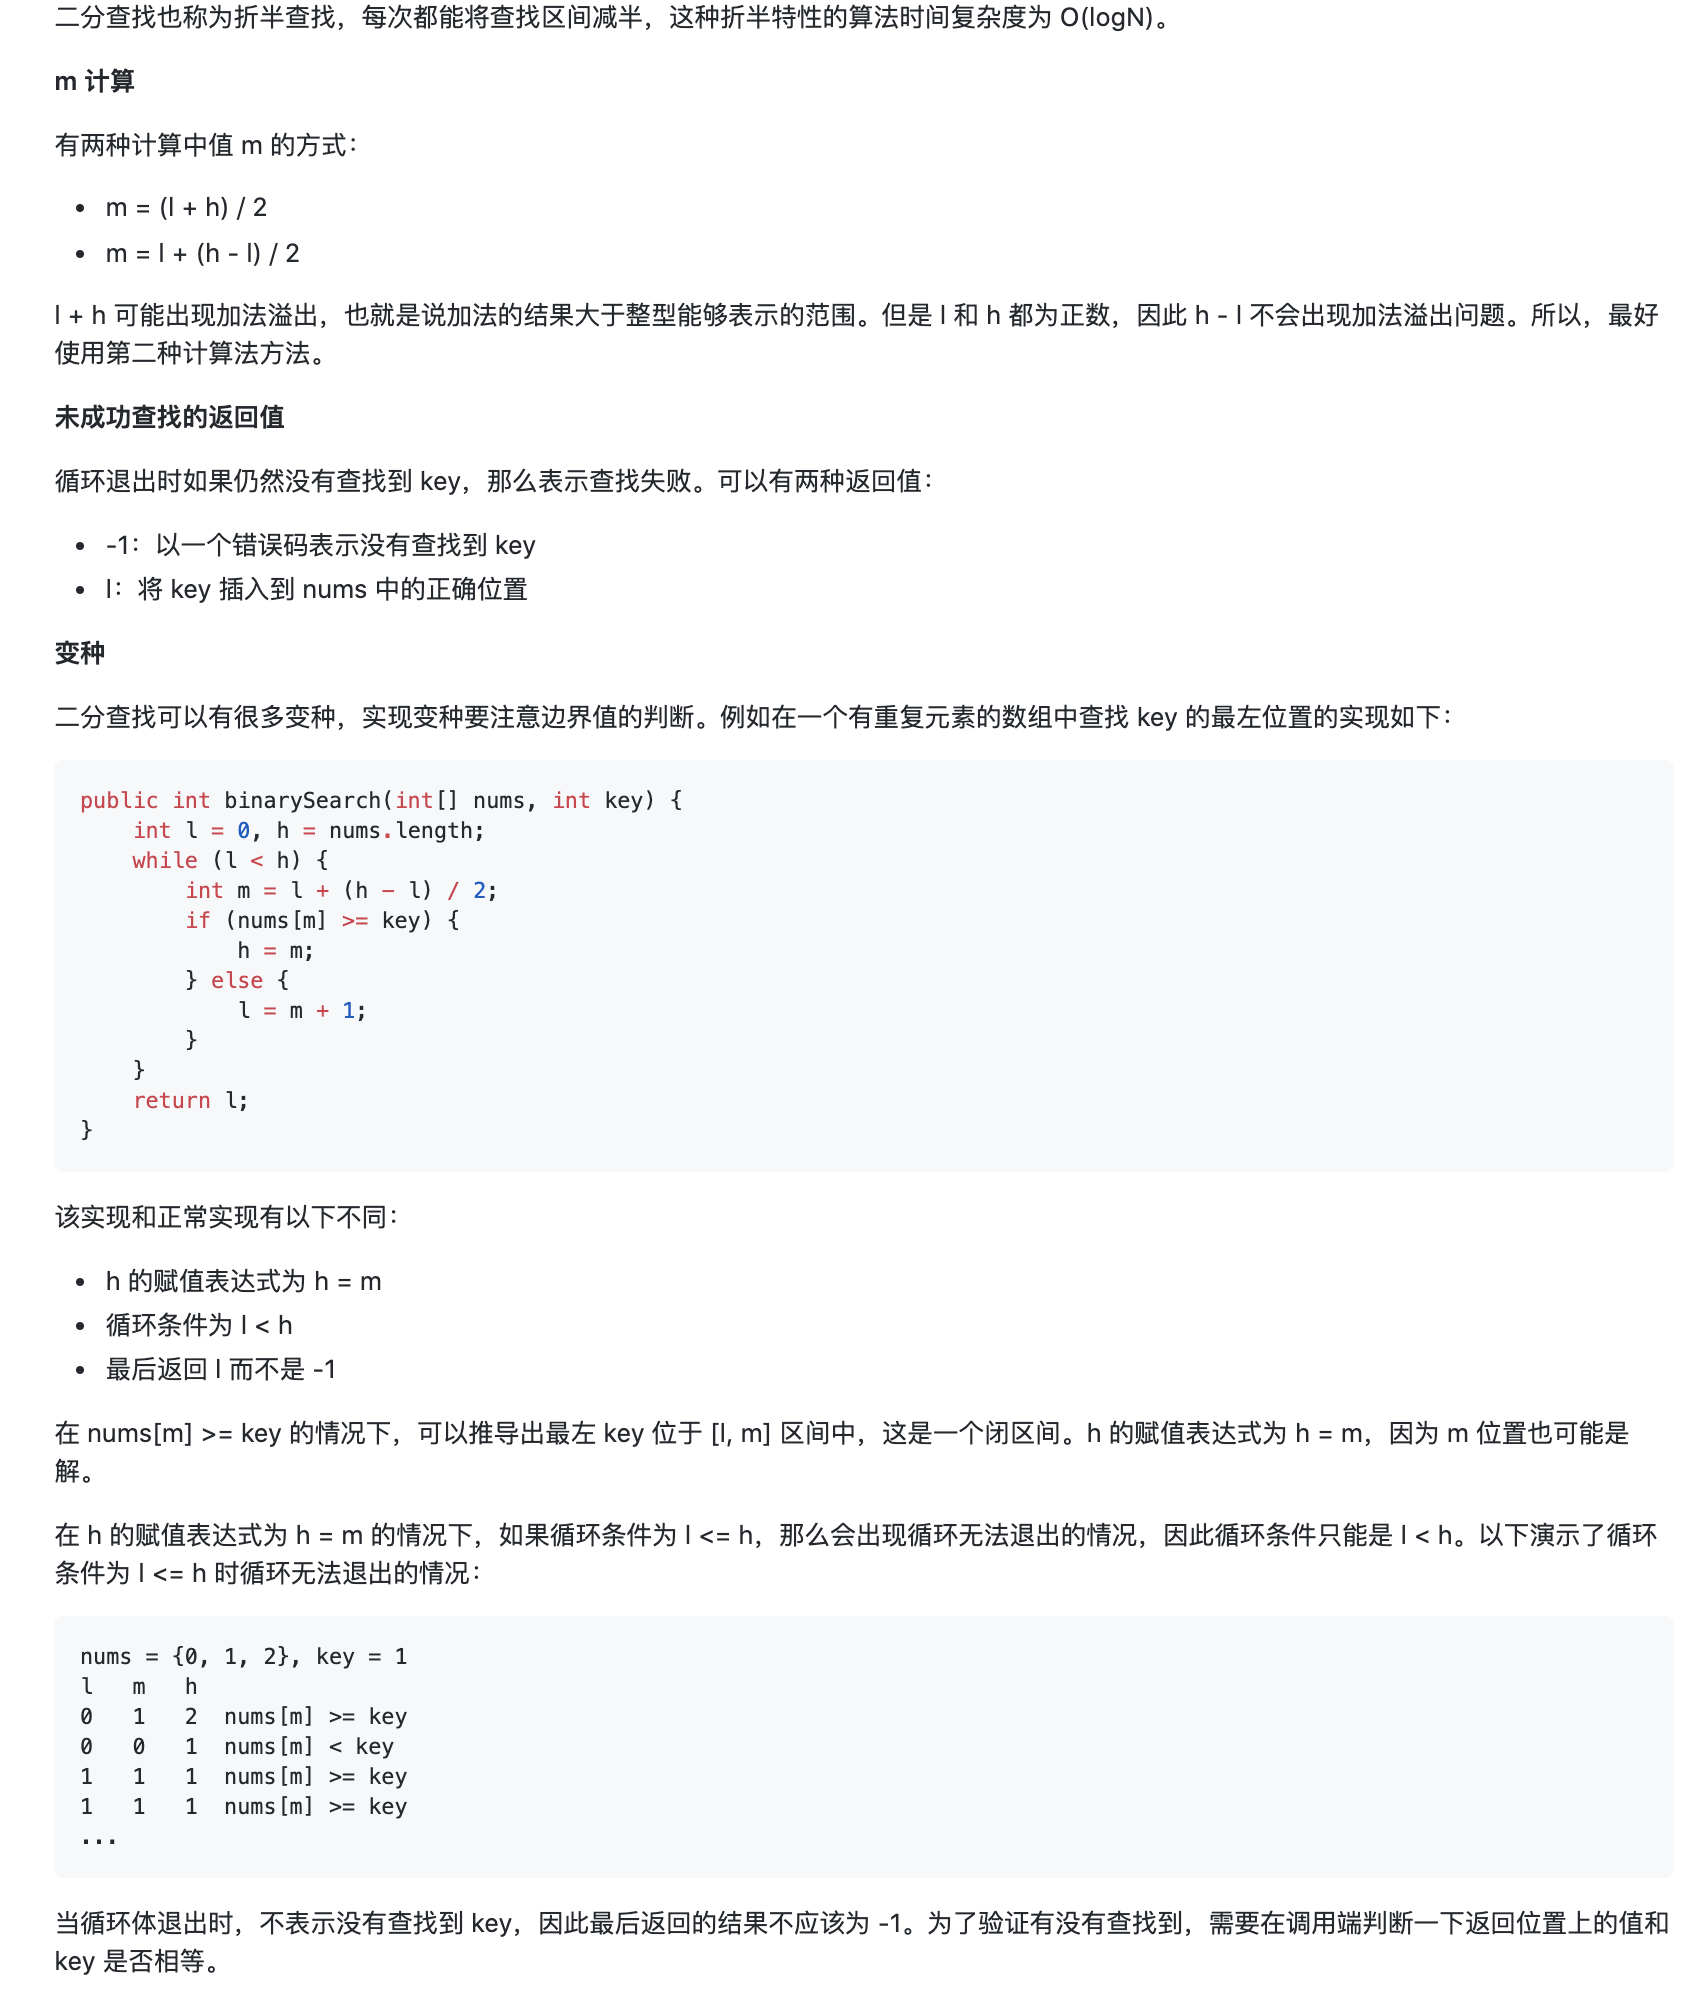 二分查找也称为折半查找，每次都能将查找区间减半，这种折半特性的算法时间复杂度为 O(logN)。
m 计算
有两种计算中值 m 的方式：
• m = (l + h) / 2
• m = l + (h - l) / 2
l + h 可能出现加法溢出，也就是说加法的结果大于整型能够表示的范围。但是 l 和 h 都为正数，因此 h - l 不会出现加法溢出问题。所以，最好
使用第二种计算法方法。
未成功查找的返回值
循环退出时如果仍然没有查找到 key，那么表示查找失败。可以有两种返回值：
• -1：以一个错误码表示没有查找到 key
• l：将 key 插入到 nums 中的正确位置
变种
二分查找可以有很多变种，实现变种要注意边界值的判断。例如在一个有重复元素的数组中查找 key 的最左位置的实现如下：
public int binarySearch(int[] nums, int key) {
    int l = 0, h = nums.length;
    while (l < h) {
        int m = l + (h - l) / 2;
        if (nums[m] >= key) {
            h = m;
        } else {
            l = m + 1;
        }
    }
    return l;
}
该实现和正常实现有以下不同：
• h 的赋值表达式为 h = m
• 循环条件为 l < h
• 最后返回 l 而不是 -1
在 nums[m] >= key 的情况下，可以推导出最左 key 位于 [l, m] 区间中，这是一个闭区间。h 的赋值表达式为 h = m，因为 m 位置也可能是
解。
在 h 的赋值表达式为 h = m 的情况下，如果循环条件为 l <= h，那么会出现循环无法退出的情况，因此循环条件只能是 l < h。以下演示了循环
条件为 l <= h 时循环无法退出的情况：
nums = {0, 1, 2}, key = 1
l   m   h
0   1   2  nums[m] >= key
0   0   1  nums[m] < key
1   1   1  nums[m] >= key
1   1   1  nums[m] >= key
...
当循环体退出时，不表示没有查找到 key，因此最后返回的结果不应该为 -1。为了验证有没有查找到，需要在调用端判断一下返回位置上的值和
key 是否相等。